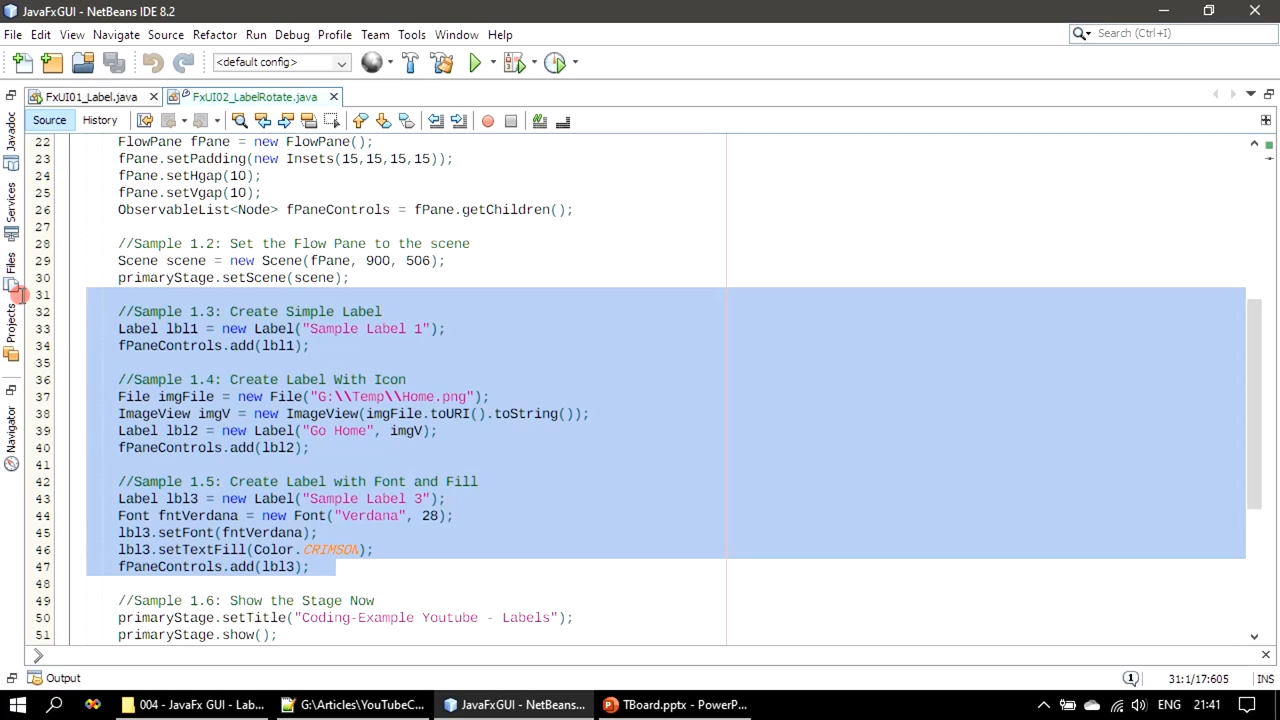 JavaFxGUI - NetBeans IDE 8.2
File Edit View Navigate Source Refactor Run Debug Profile Team Tools Window Help
Search (Ctrl+I)
<default config>
FxUI01_Label.java
FxUI02_LabelRotate.java
Source History
Javadoc
Services
Files
Projects
Navigator
22 FlowPane fPane = new FlowPane();
23 fPane.setPadding(new Insets(15,15,15,15));
24 fPane.setHgap(10);
25 fPane.setVgap(10);
26 ObservableList<Node> fPaneControls = fPane.getChildren();
27
28 //Sample 1.2: Set the Flow Pane to the scene
29 Scene scene = new Scene(fPane, 900, 506);
30 primaryStage.setScene(scene);
31
32 //Sample 1.3: Create Simple Label
33 Label lbl1 = new Label("Sample Label 1");
34 fPaneControls.add(lbl1);
35
36 //Sample 1.4: Create Label With Icon
37 File imgFile = new File("G:\\Temp\\Home.png");
38 ImageView imgV = new ImageView(imgFile.toURI().toString());
39 Label lbl2 = new Label("Go Home", imgV);
40 fPaneControls.add(lbl2);
41
42 //Sample 1.5: Create Label with Font and Fill
43 Label lbl3 = new Label("Sample Label 3");
44 Font fntVerdana = new Font("Verdana", 28);
45 lbl3.setFont(fntVerdana);
46 lbl3.setTextFill(Color.CRIMSON);
47 fPaneControls.add(lbl3);
48
49 //Sample 1.6: Show the Stage Now
50 primaryStage.setTitle("Coding-Example Youtube - Labels");
51 primaryStage.show();
Output
1
31:1/17:605
INS
004 - JavaFx GUI - Lab...
G:\Articles\YouTubeC...
JavaFxGUI - NetBeans...
TBoard.pptx - PowerP...
ENG
21:41